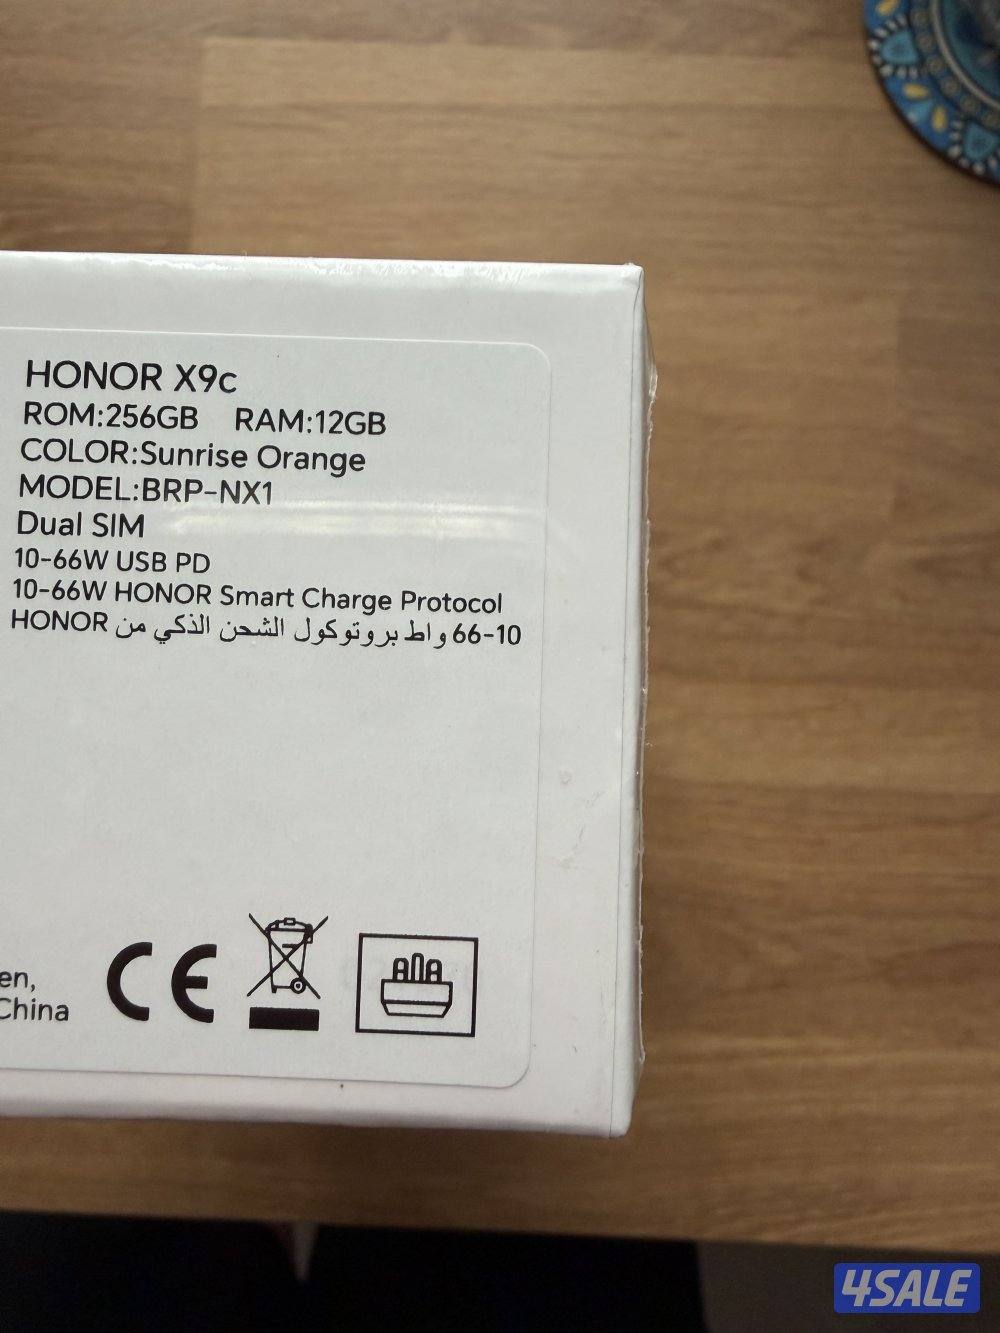 HONOR X9c
ROM:256GB RAM:12GB
COLOR:Sunrise Orange
MODEL:BRP-NX1
Dual SIM
10-66W USB PD
10-66W HONOR Smart Charge Protocol
66-10 واط بروتوكول الشحن الذكي من HONOR
en,
China
CE
4SALE